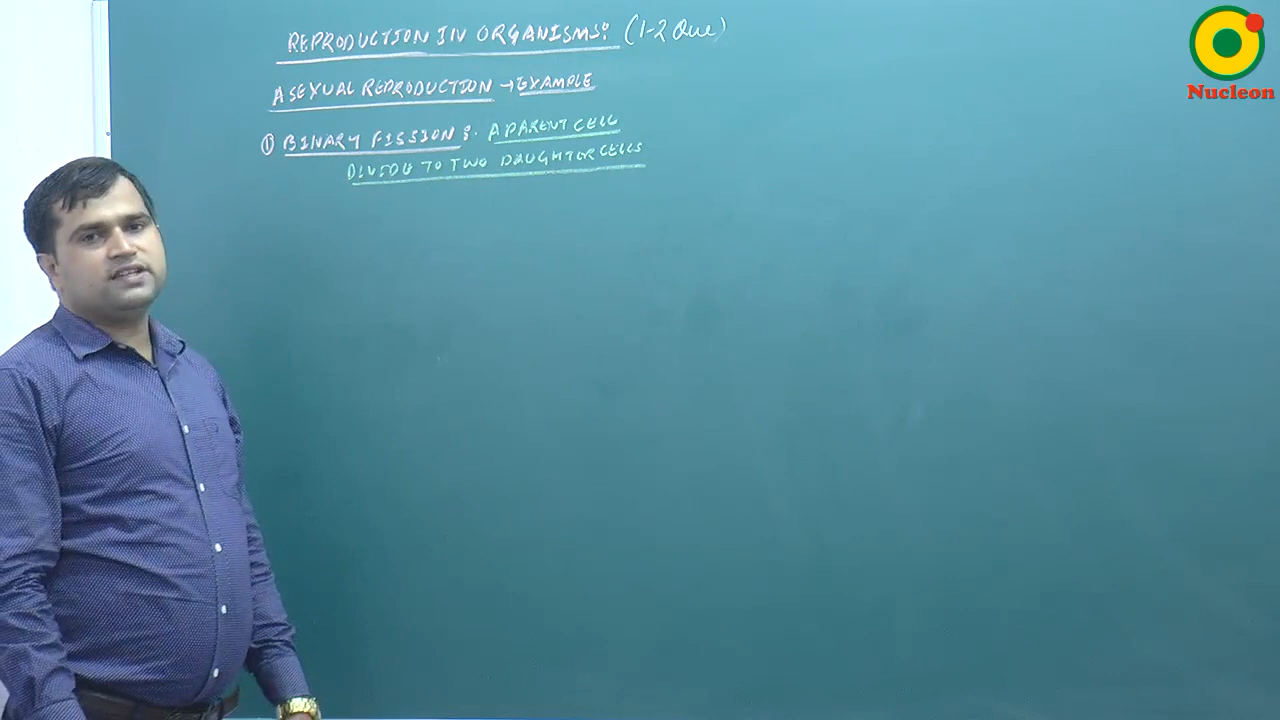 REPRODUCTION IN ORGANISMS: (1-2 Que)
ASEXUAL REPRODUCTION → EXAMPLE
① BINARY FISSION: A PARENT CELL
DIVIDE TO TWO DAUGHTER CELLS
Nucleon